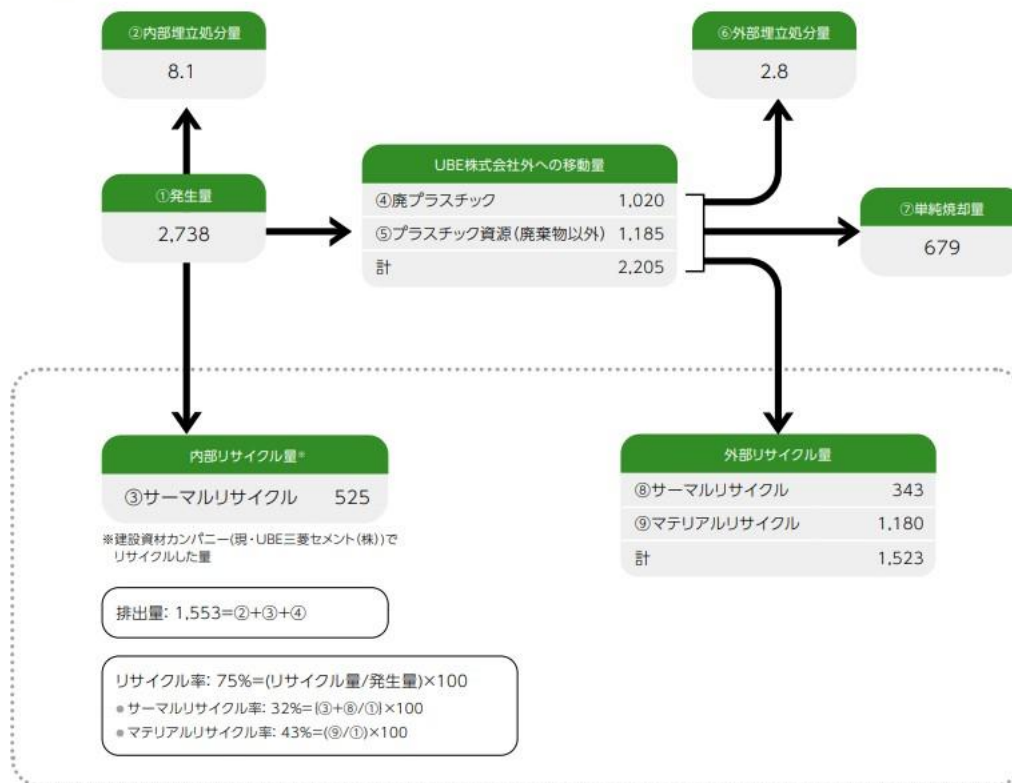 ②内部埋立処分量
8.1
⑥外部埋立処分量
2.8
①発生量
2,738
UBE株式会社外への移動量
④廃プラスチック 1,020
⑤プラスチック資源(廃棄物以外) 1,185
計 2,205
⑦単純焼却量
679
内部リサイクル量※
③サーマルリサイクル 525
※建設資材カンパニー(現・UBE三菱セメント(株))で
リサイクルした量
外部リサイクル量
⑧サーマルリサイクル 343
⑨マテリアルリサイクル 1,180
計 1,523
排出量: 1,553=②+③+④
リサイクル率: 75%=(リサイクル量/発生量)×100
●サーマルリサイクル率: 32%={③+⑧/①}×100
●マテリアルリサイクル率: 43%=(⑨/①)×100